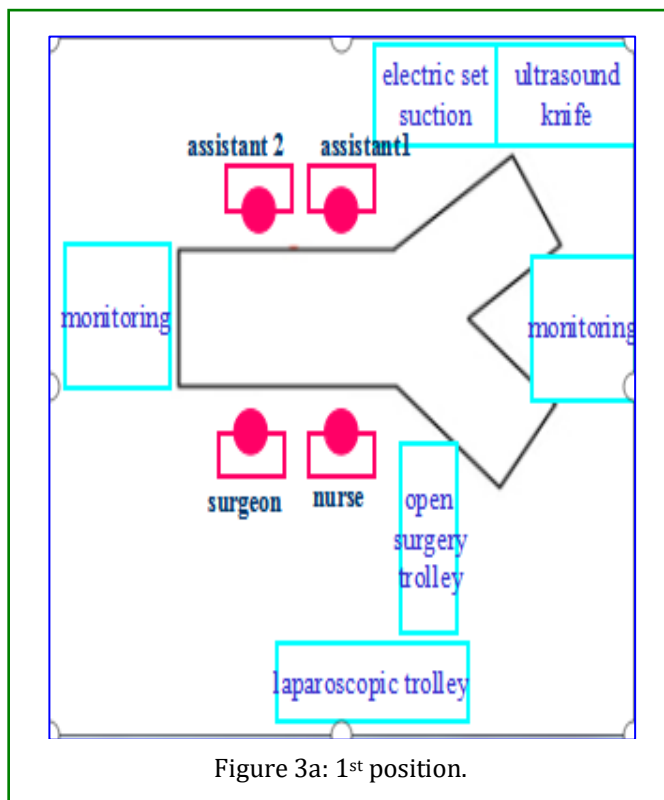 electric set
suction
ultrasound
knife
assistant 2
assistant1
monitoring
monitoring
surgeon
nurse
open
surgery
trolley
laparoscopic trolley
Figure 3a: 1st position.